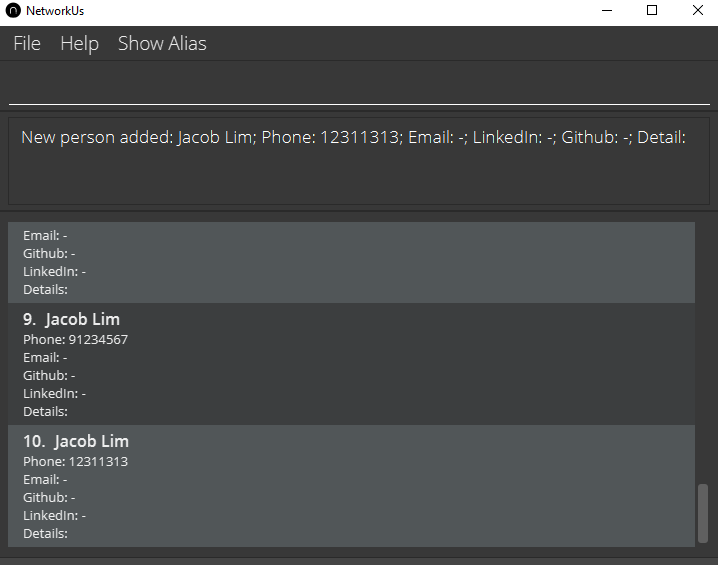 NetworkUs
File Help Show Alias
New person added: Jacob Lim; Phone: 12311313; Email: -; LinkedIn: -; Github: -; Detail:
Email: -
Github: -
LinkedIn: -
Details:
9. Jacob Lim
Phone: 91234567
Email: -
Github: -
LinkedIn: -
Details:
10. Jacob Lim
Phone: 12311313
Email: -
Github: -
LinkedIn: -
Details: